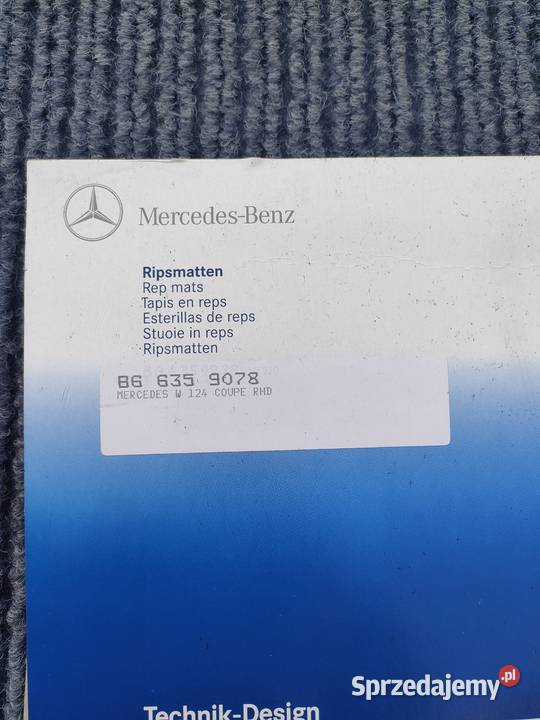 Mercedes-Benz
Ripsmatten
Rep mats
Tapis en reps
Esterillas de reps
Stuoie in reps
Ripsmatten
B6 635 9078
MERCEDES W 124 COUPE RHD
Technik-Design
Sprzedajemy.pl